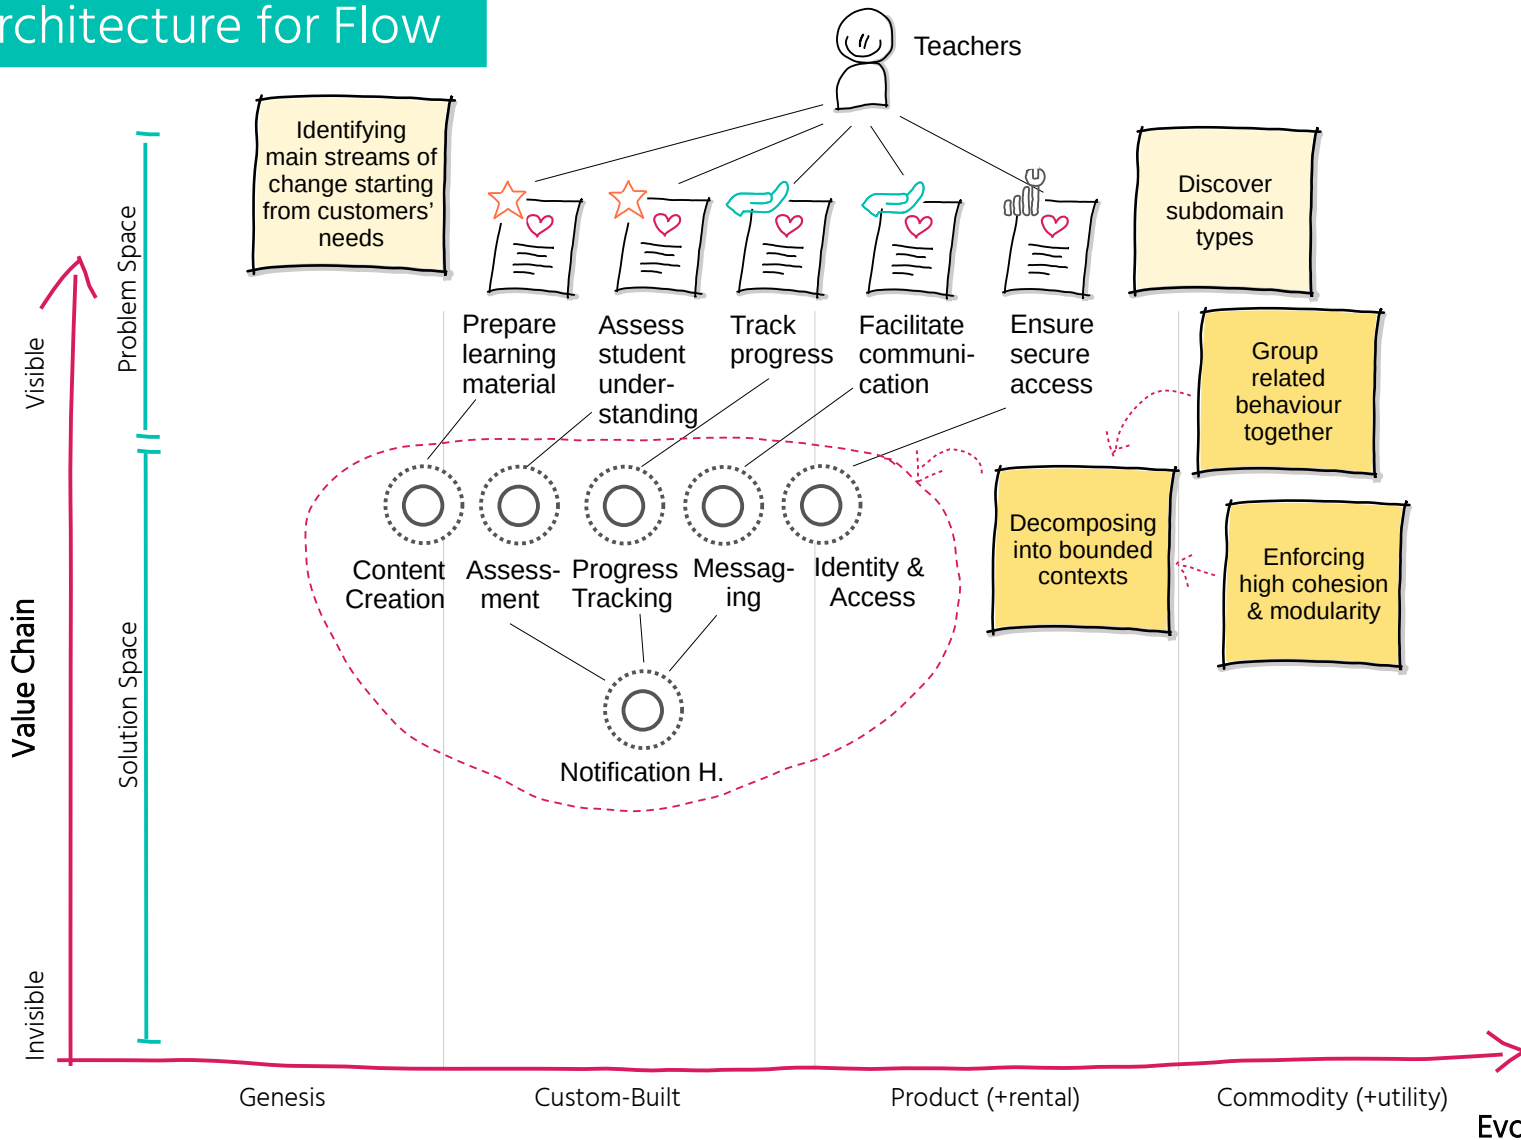 rchitecture for Flow
Teachers
Identifying
main streams of
change starting
from customers’
needs
Discover
subdomain
types
Problem Space
Visible
Prepare
learning
material
Assess
student
under-
standing
Track
progress
Facilitate
communi-
cation
Ensure
secure
access
Group
related
behaviour
together
Decomposing
into bounded
contexts
Enforcing
high cohesion
& modularity
Content
Creation
Assess-
ment
Progress
Tracking
Messag-
ing
Identity &
Access
Notification H.
Value Chain
Solution Space
Invisible
Genesis
Custom-Built
Product (+rental)
Commodity (+utility)
Evo